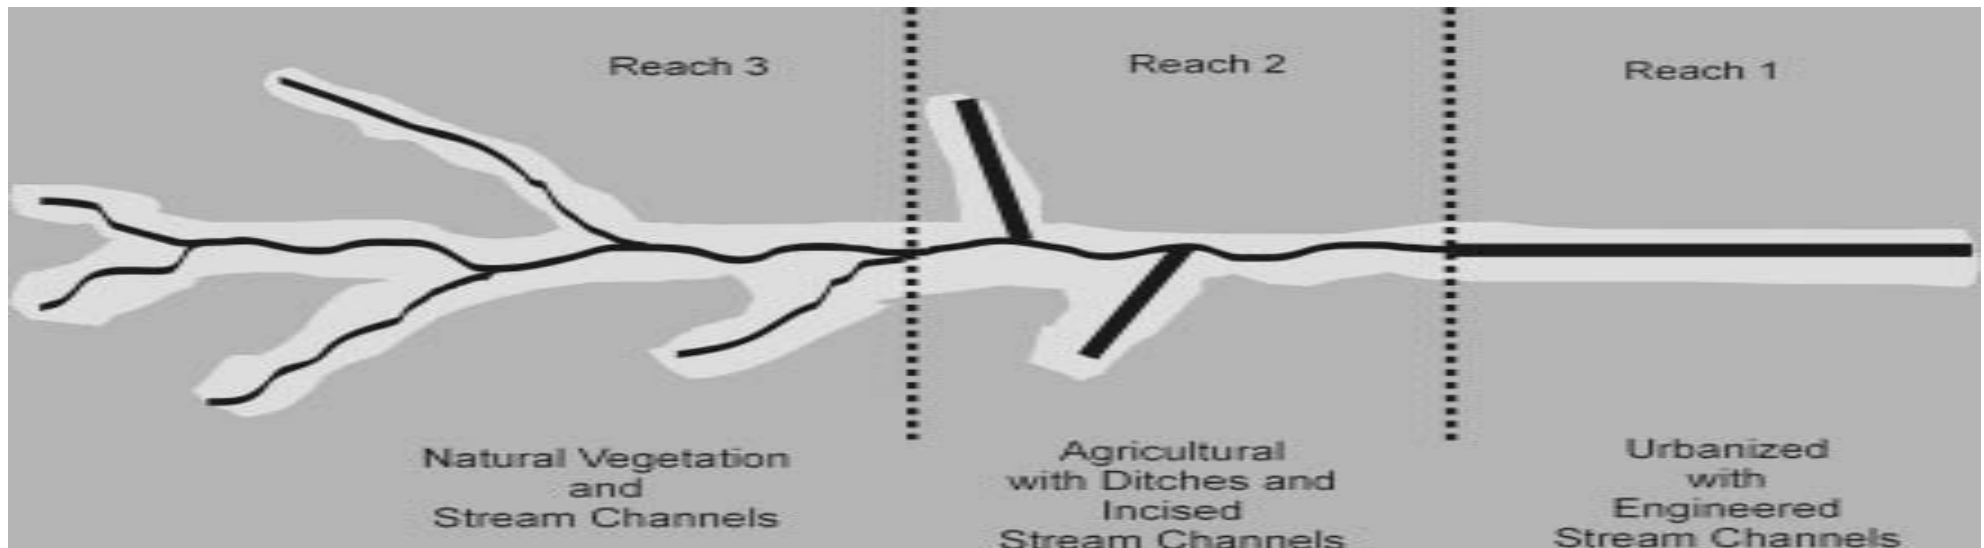 Reach 3
Reach 2
Reach 1
Natural Vegetation
and
Stream Channels
Agricultural
with Ditches and
Incised
Stream Channels
Urbanized
with
Engineered
Stream Channels